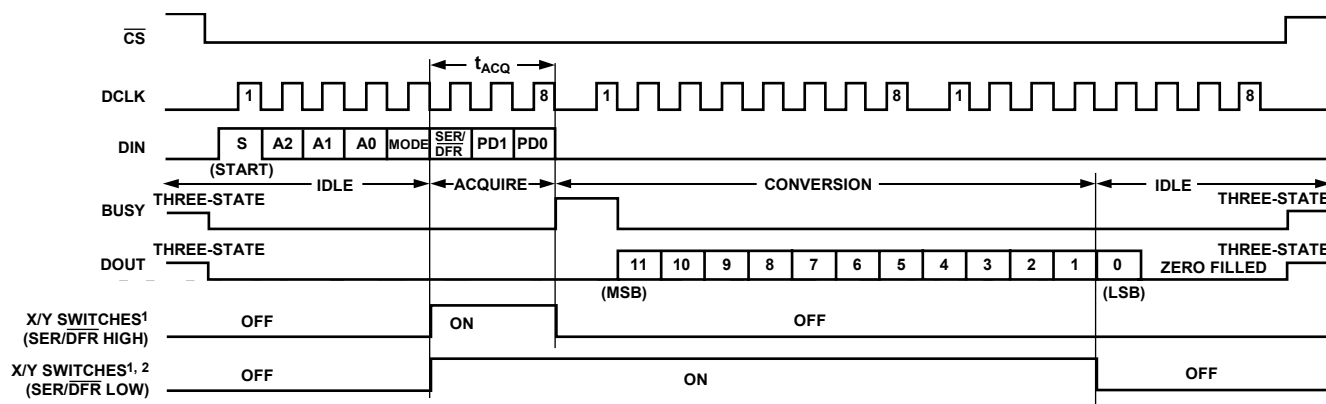 CS
tACQ
DCLK 1 8 1 8 1 8
DIN S A2 A1 A0 MODE SER/DFR PD1 PD0
(START)
IDLE ACQUIRE CONVERSION IDLE
BUSY THREE-STATE THREE-STATE
DOUT THREE-STATE 11 10 9 8 7 6 5 4 3 2 1 0 ZERO FILLED THREE-STATE
(MSB) (LSB)
X/Y SWITCHES1 OFF ON OFF
(SER/DFR HIGH)
X/Y SWITCHES1, 2 OFF ON OFF
(SER/DFR LOW)